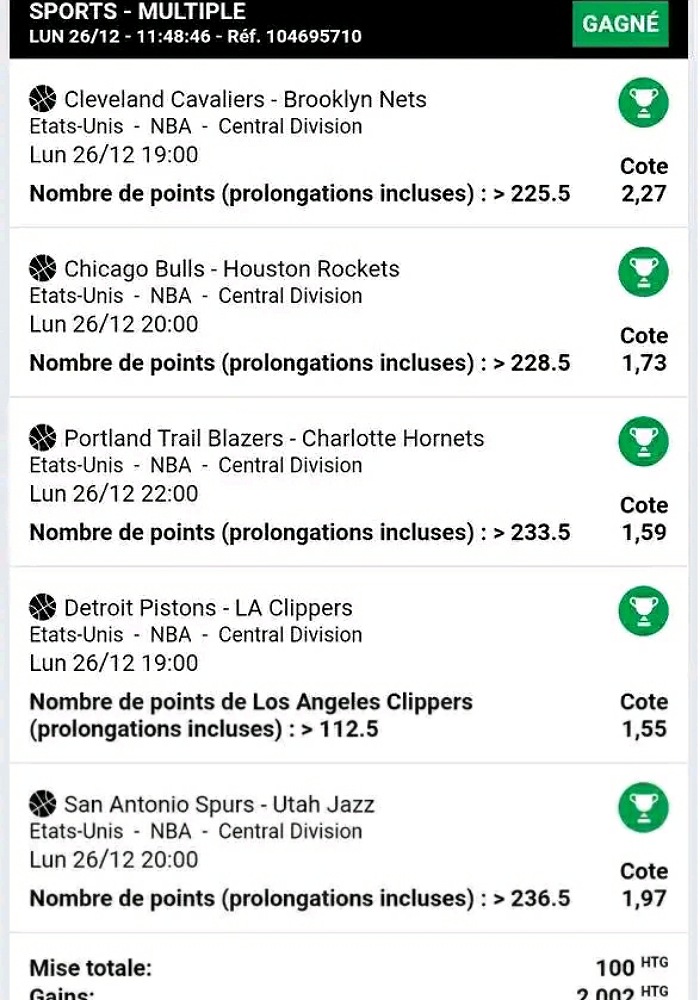 SPORTS - MULTIPLE
LUN 26/12 - 11:48:46 - Réf. 104695710
GAGNÉ
Cleveland Cavaliers - Brooklyn Nets
Etats-Unis - NBA - Central Division
Lun 26/12 19:00
Nombre de points (prolongations incluses) : > 225.5
Cote
2,27
Chicago Bulls - Houston Rockets
Etats-Unis - NBA - Central Division
Lun 26/12 20:00
Nombre de points (prolongations incluses) : > 228.5
Cote
1,73
Portland Trail Blazers - Charlotte Hornets
Etats-Unis - NBA - Central Division
Lun 26/12 22:00
Nombre de points (prolongations incluses) : > 233.5
Cote
1,59
Detroit Pistons - LA Clippers
Etats-Unis - NBA - Central Division
Lun 26/12 19:00
Nombre de points de Los Angeles Clippers
(prolongations incluses) : > 112.5
Cote
1,55
San Antonio Spurs - Utah Jazz
Etats-Unis - NBA - Central Division
Lun 26/12 20:00
Nombre de points (prolongations incluses) : > 236.5
Cote
1,97
Mise totale: 100 HTG
Gains: 2.002 HTG